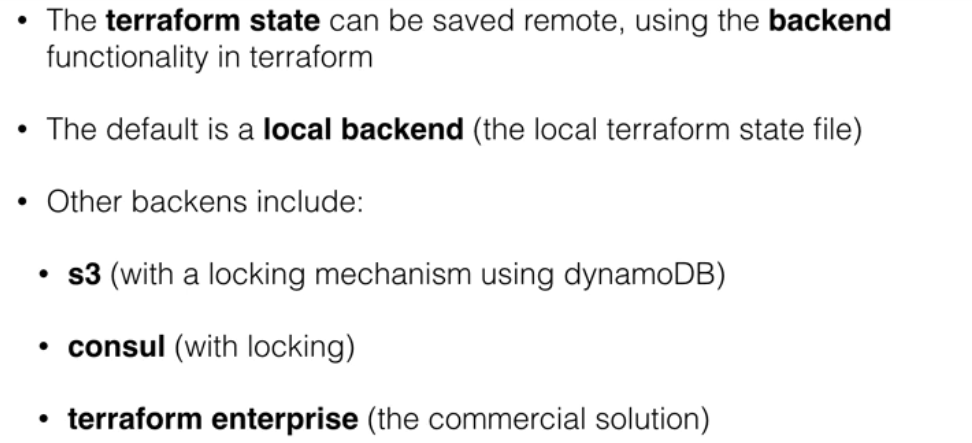 • The terraform state can be saved remote, using the backend
functionality in terraform
• The default is a local backend (the local terraform state file)
• Other backens include:
• s3 (with a locking mechanism using dynamoDB)
• consul (with locking)
• terraform enterprise (the commercial solution)